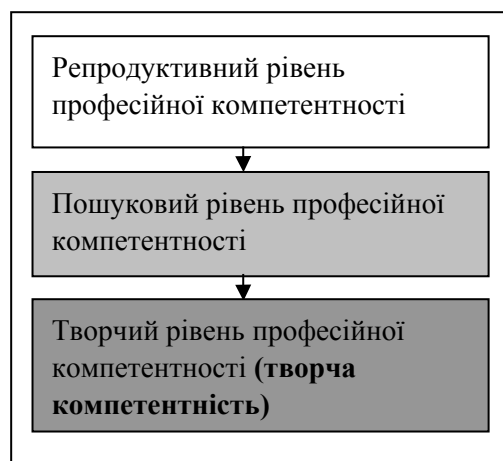 Репродуктивний рівень
професійної компетентності
Пошуковий рівень професійної
компетентності
Творчий рівень професійної
компетентності (творча
компетентність)